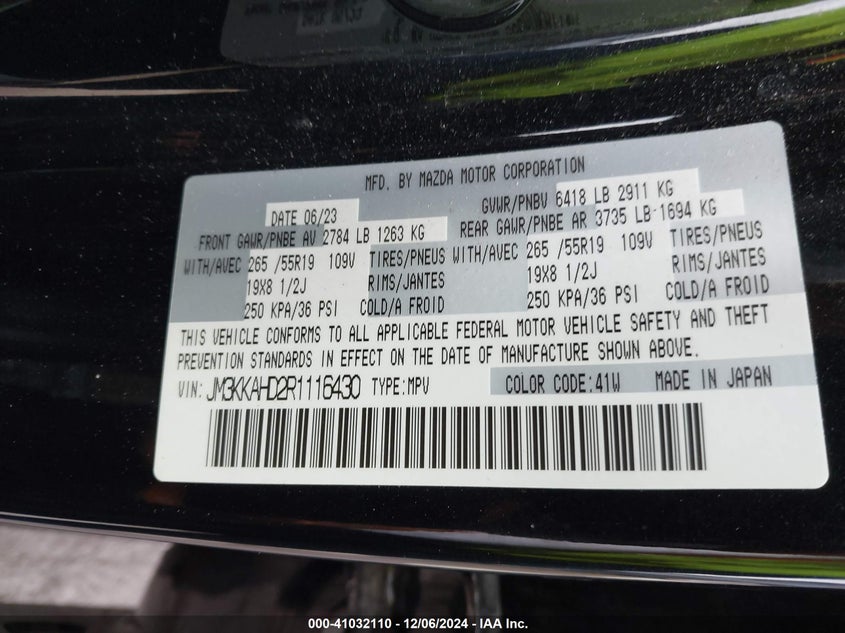 MFD. BY MAZDA MOTOR CORPORATION
DATE 06/23 GVWR/PNBV 6418 LB 2911 KG
FRONT GAWR/PNBE AV 2784 LB 1263 KG REAR GAWR/PNBE AR 3735 LB 1694 KG
WITH/AVEC 265 /55R19 109V TIRES/PNEUS WITH/AVEC 265 /55R19 109V TIRES/PNEUS
19X8 1/2J RIMS/JANTES 19X8 1/2J RIMS/JANTES
250 KPA/36 PSI COLD/A FROID 250 KPA/36 PSI COLD/A FROID
THIS VEHICLE CONFORMS TO ALL APPLICABLE FEDERAL MOTOR VEHICLE SAFETY AND THEFT
PREVENTION STANDARDS IN EFFECT ON THE DATE OF MANUFACTURE SHOWN ABOVE.
VIN: JM3KKAHD2R1116430 TYPE:MPV COLOR CODE:41W MADE IN JAPAN
000-41032110 - 12/06/2024 - IAA Inc.